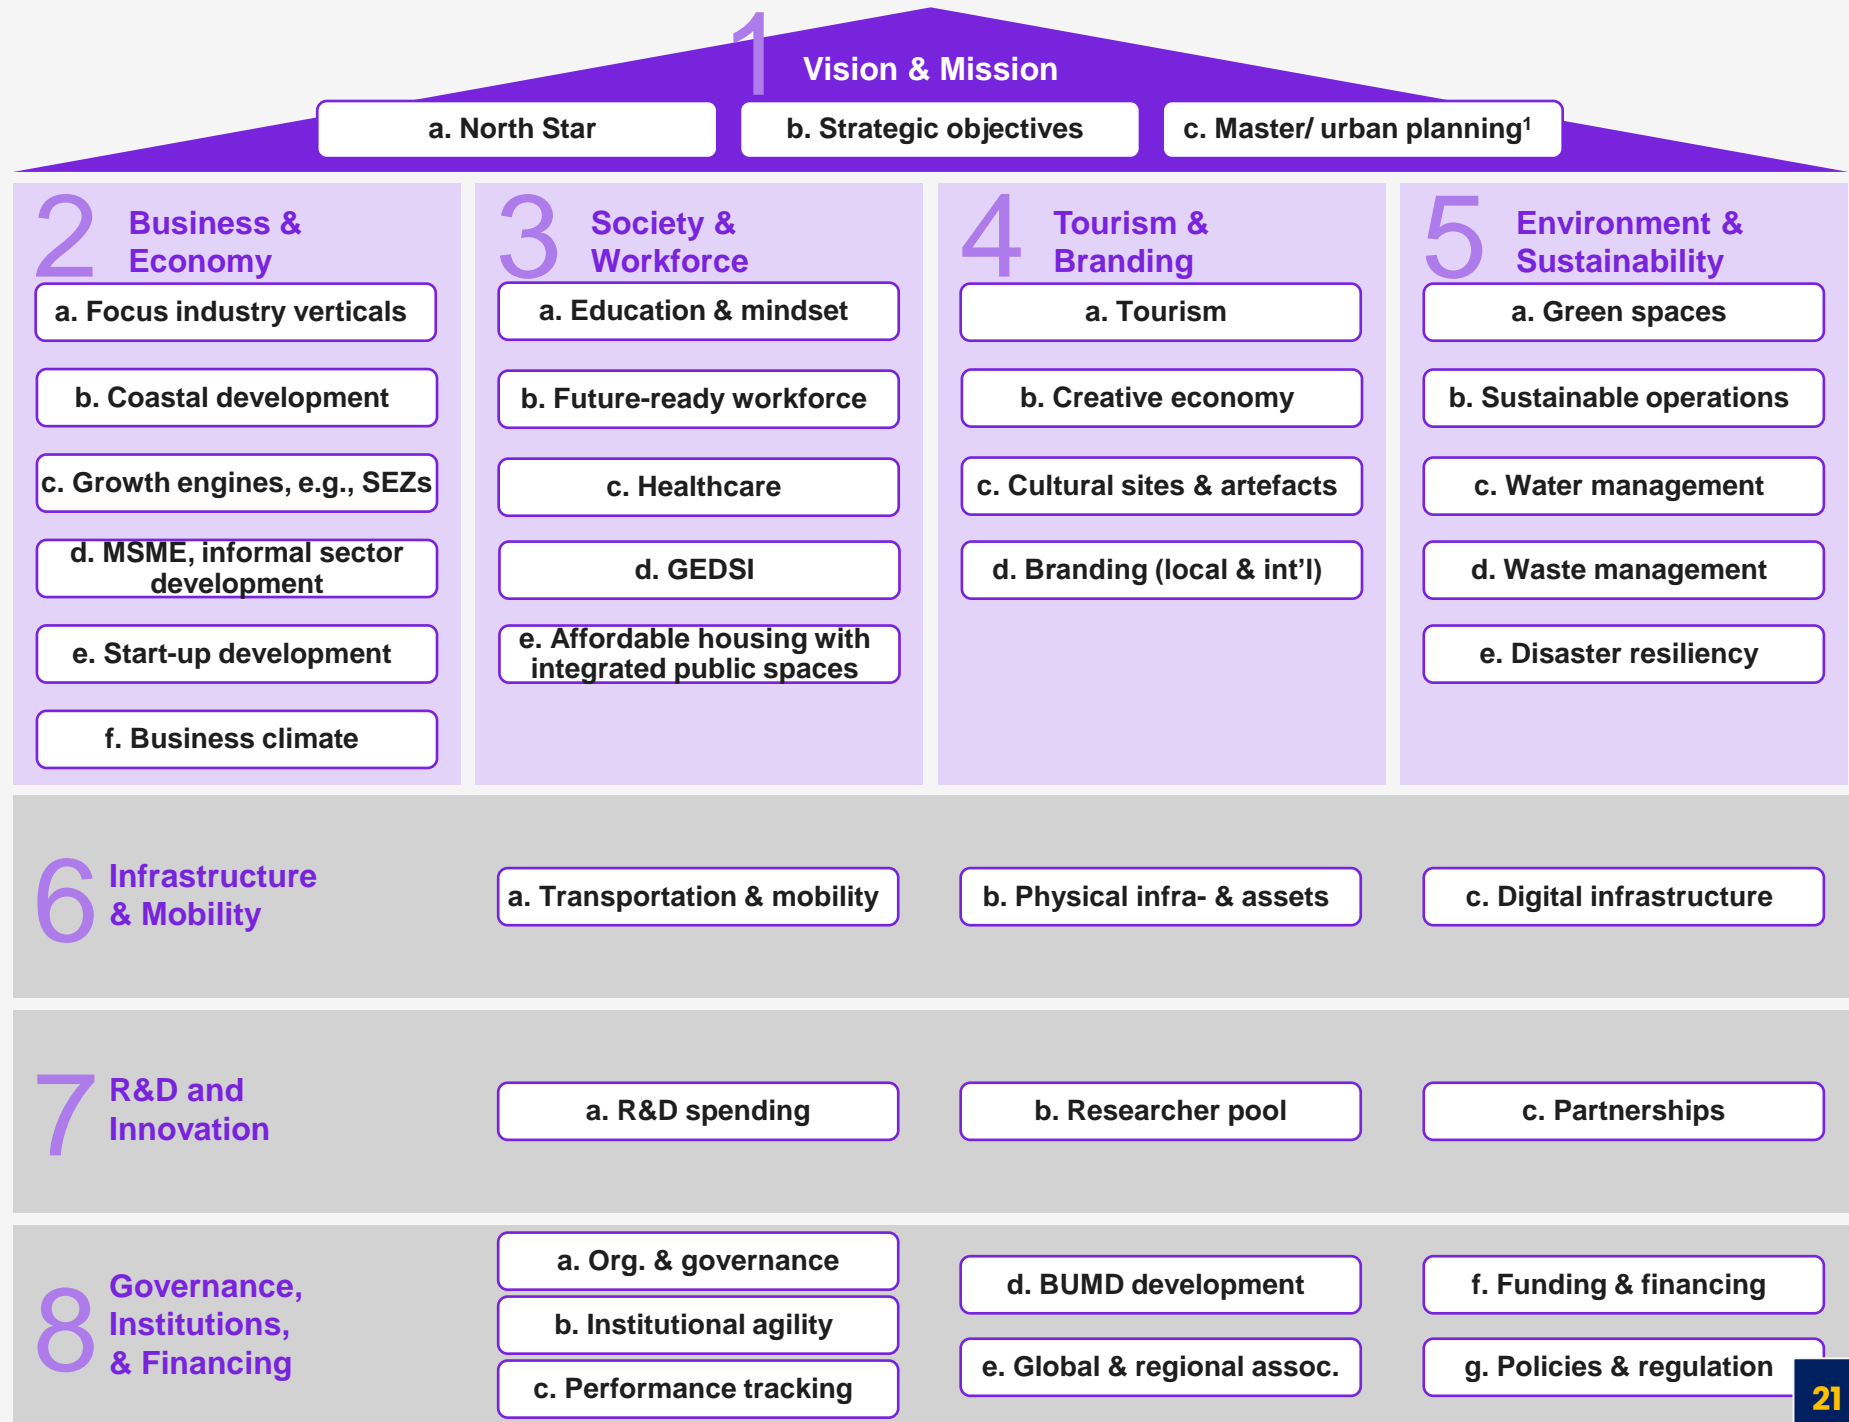 1
Vision & Mission
a. North Star
b. Strategic objectives
c. Master/ urban planning¹
2
Business &
Economy
a. Focus industry verticals
b. Coastal development
c. Growth engines, e.g., SEZs
d. MSME, informal sector
development
e. Start-up development
f. Business climate
3
Society &
Workforce
a. Education & mindset
b. Future-ready workforce
c. Healthcare
d. GEDSI
e. Affordable housing with
integrated public spaces
4
Tourism &
Branding
a. Tourism
b. Creative economy
c. Cultural sites & artefacts
d. Branding (local & int’l)
5
Environment &
Sustainability
a. Green spaces
b. Sustainable operations
c. Water management
d. Waste management
e. Disaster resiliency
6
Infrastructure
& Mobility
a. Transportation & mobility
b. Physical infra- & assets
c. Digital infrastructure
7
R&D and
Innovation
a. R&D spending
b. Researcher pool
c. Partnerships
8
Governance,
Institutions,
& Financing
a. Org. & governance
b. Institutional agility
c. Performance tracking
d. BUMD development
e. Global & regional assoc.
f. Funding & financing
g. Policies & regulation
21